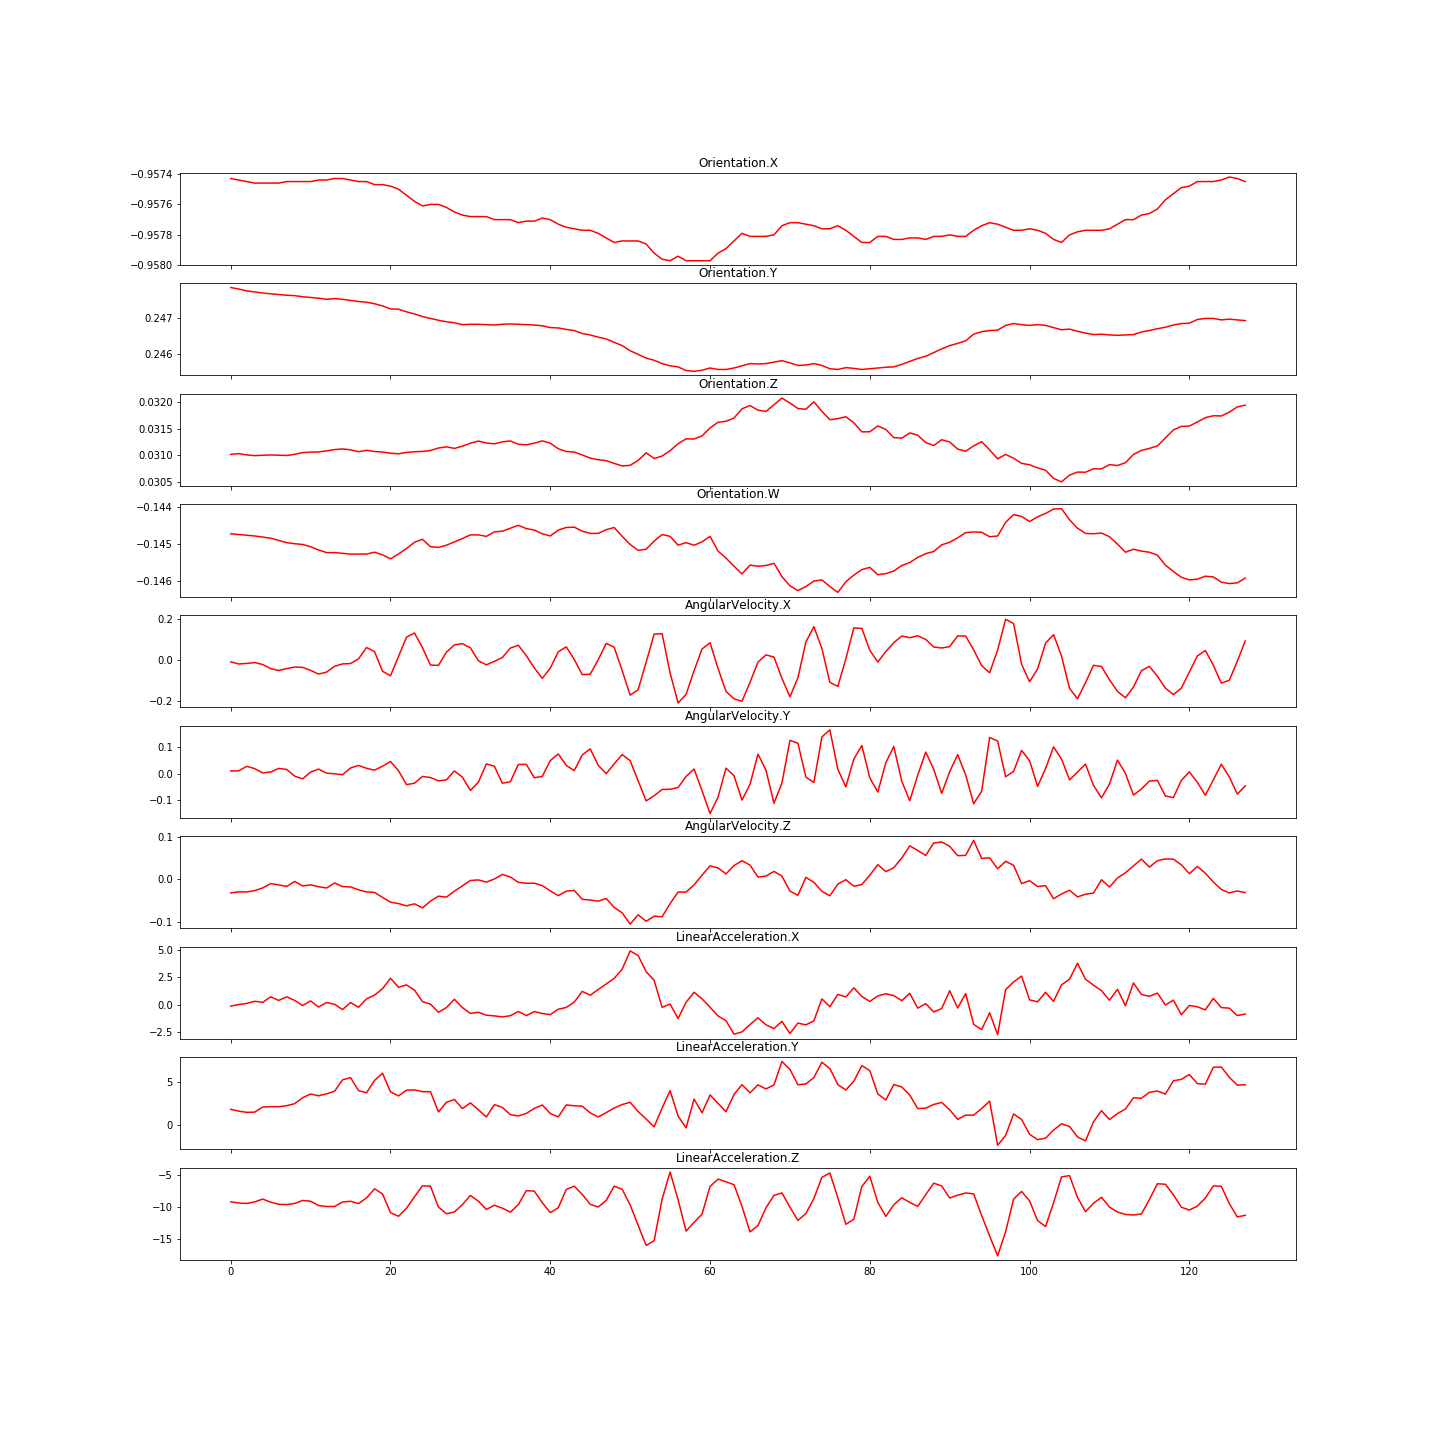 Orientation.X
−0.9574
−0.9576
−0.9578
−0.9580
Orientation.Y
0.247
0.246
Orientation.Z
0.0320
0.0315
0.0310
0.0305
Orientation.W
−0.144
−0.145
−0.146
AngularVelocity.X
0.2
0.0
−0.2
AngularVelocity.Y
0.1
0.0
−0.1
AngularVelocity.Z
0.1
0.0
−0.1
LinearAcceleration.X
5.0
2.5
0.0
−2.5
LinearAcceleration.Y
5
0
LinearAcceleration.Z
−5
−10
−15
0 20 40 60 80 100 120